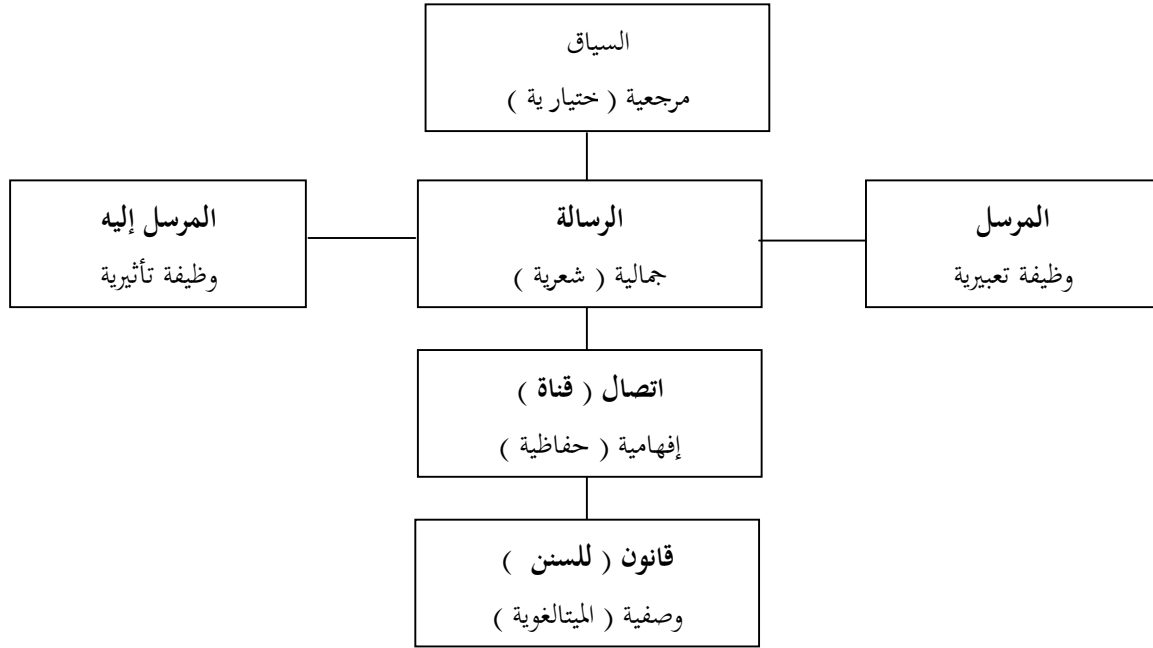 السياق
مرجعية ( ختيار ية )
المرسل
وظيفة تعبيرية
الرسالة
جمالية ( شعرية )
المرسل إليه
وظيفة تأثيرية
اتصال ( قناة )
إفهامية ( حفاظية )
قانون ( للسنن )
وصفية ( الميتالغوية )